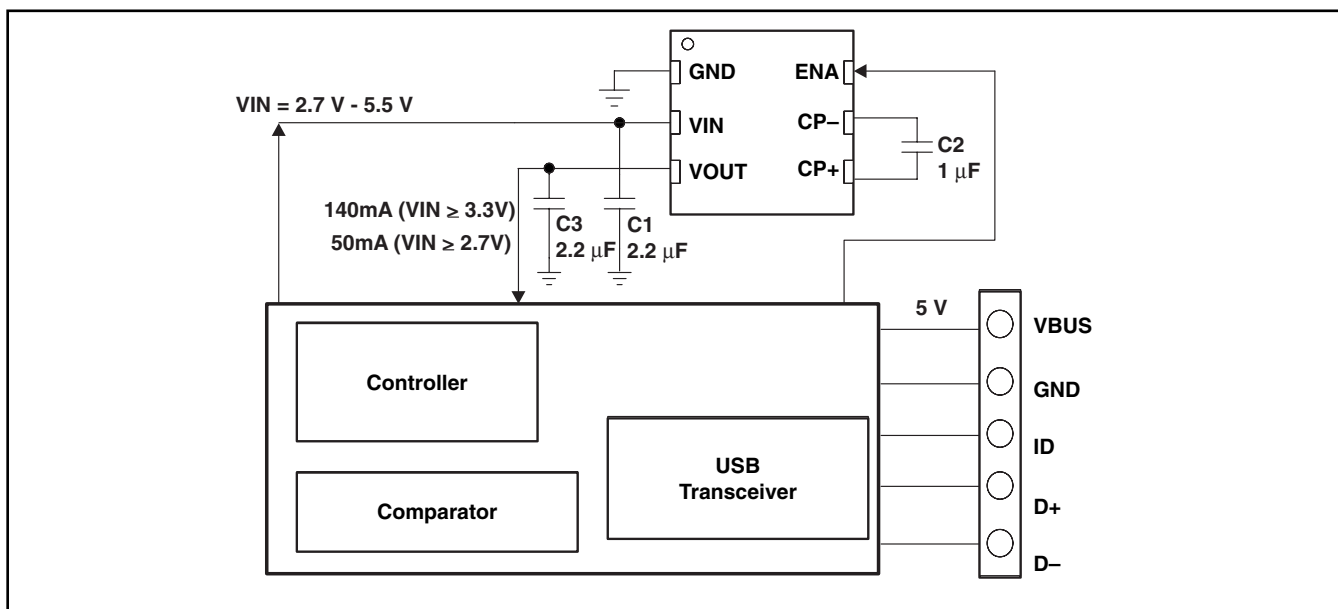 GND
ENA
VIN = 2.7 V - 5.5 V
VIN
CP–
C2
1 μF
VOUT
CP+
140mA (VIN ≥ 3.3V)
50mA (VIN ≥ 2.7V)
C3
2.2 μF
C1
2.2 μF
5 V
VBUS
Controller
GND
ID
USB
Transceiver
Comparator
D+
D–